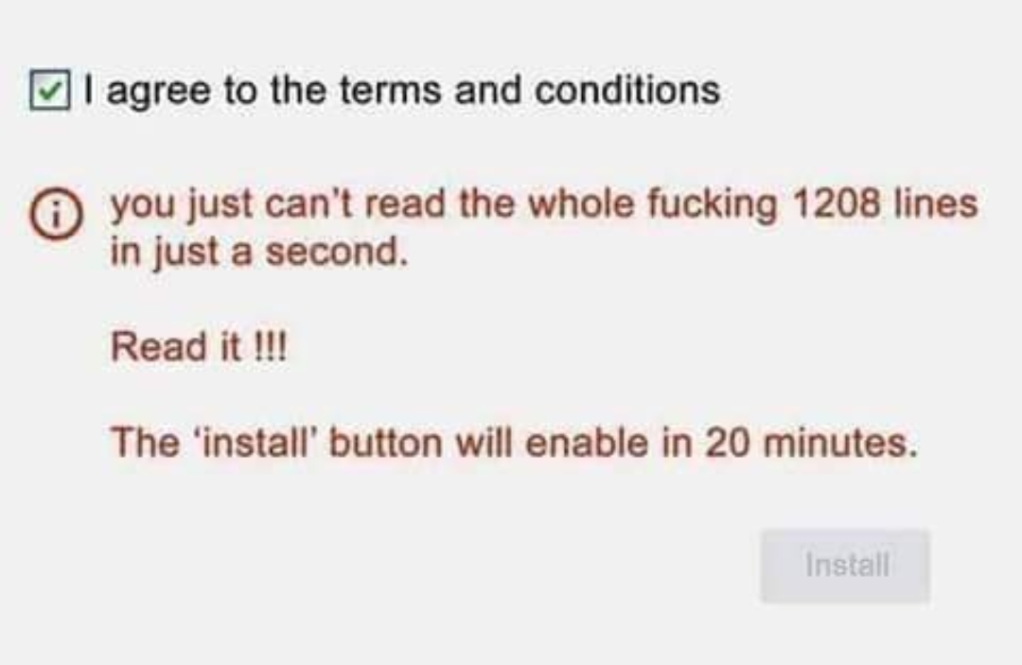 I agree to the terms and conditions
you just can't read the whole fucking 1208 lines
in just a second.
Read it !!!
The ‘install’ button will enable in 20 minutes.
Install